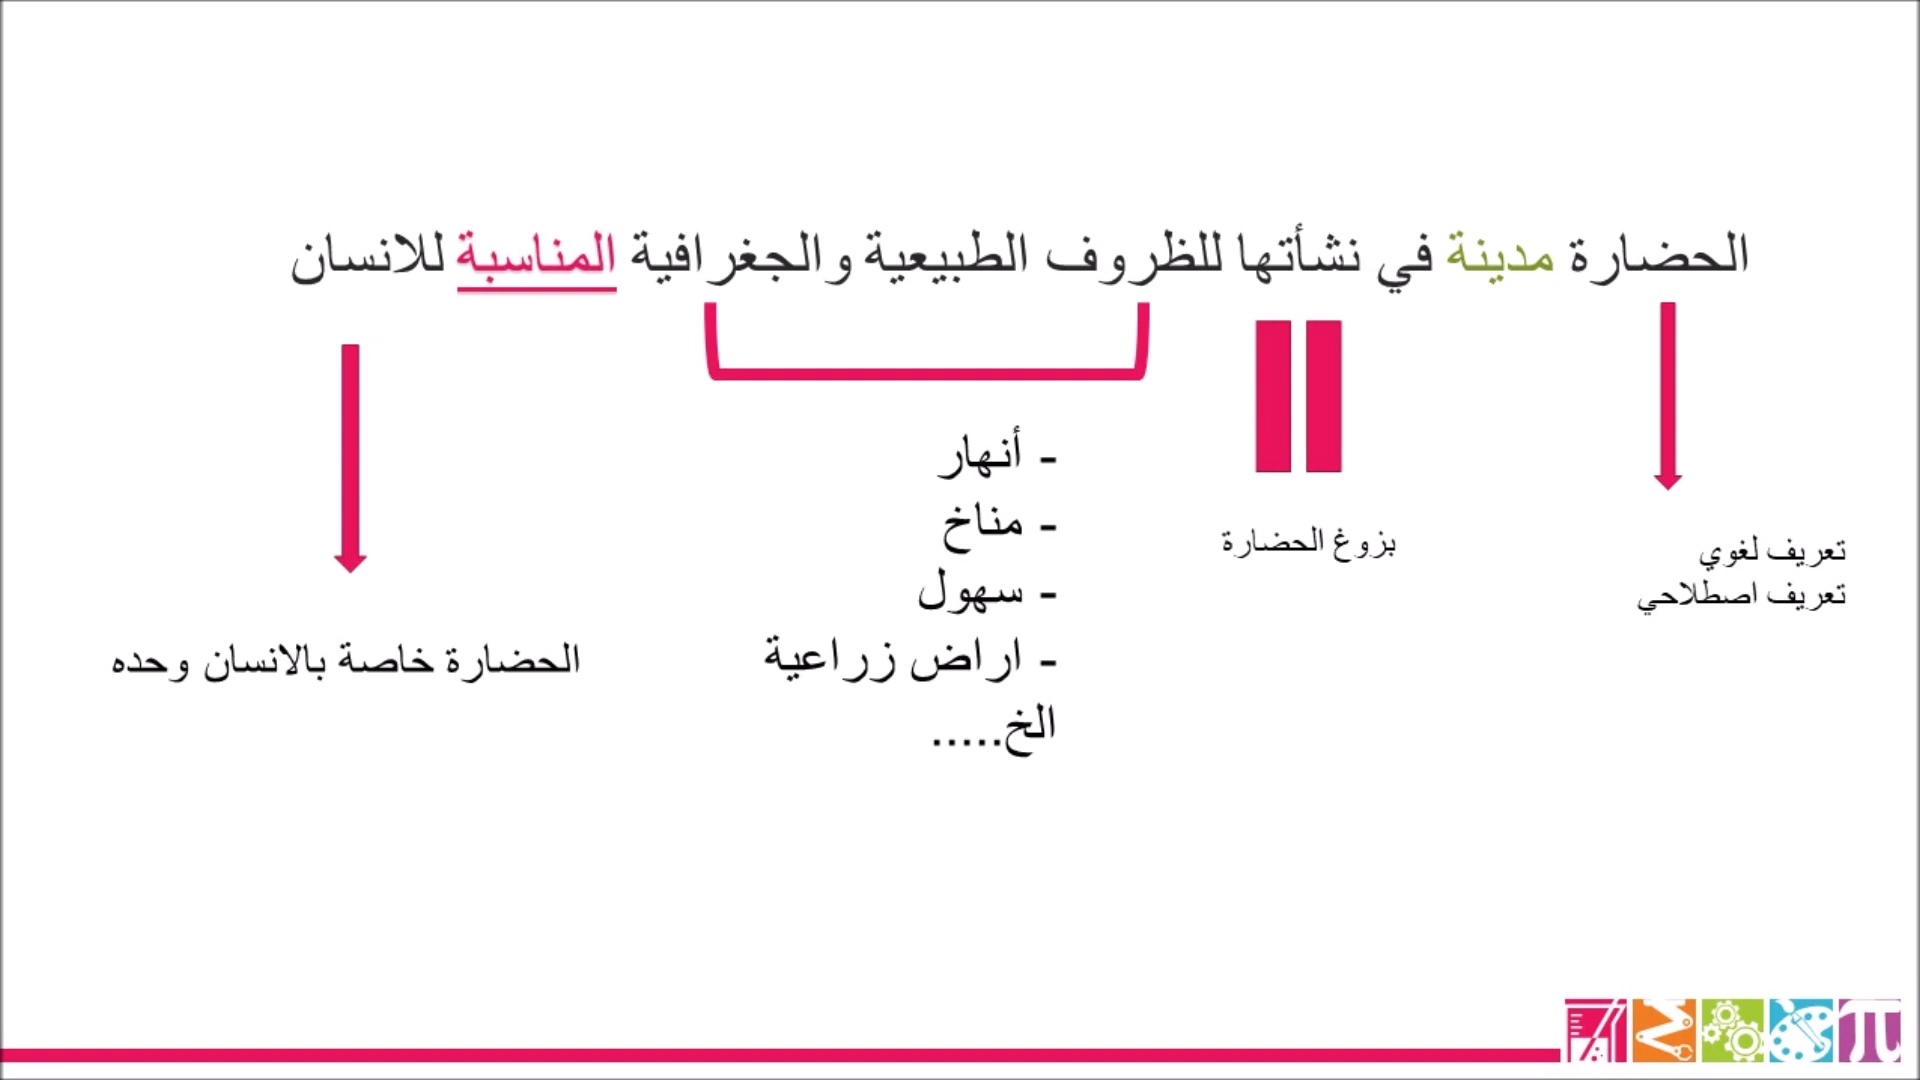 الحضارة مدينة في نشأتها للظروف الطبيعية والجغرافية المناسبة للانسان
تعريف لغوي
تعريف اصطلاحي
بزوغ الحضارة
- أنهار
- مناخ
- سهول
- اراض زراعية
الخ.....
الحضارة خاصة بالانسان وحده